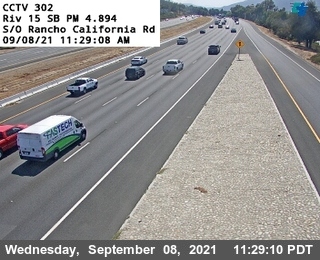 CCTV 302
Riv 15 SB PM 4.894
S/O Rancho California Rd
09/08/21 11:29:08 AM
FASTECH
Wednesday, September 08, 2021 11:29:10 PDT